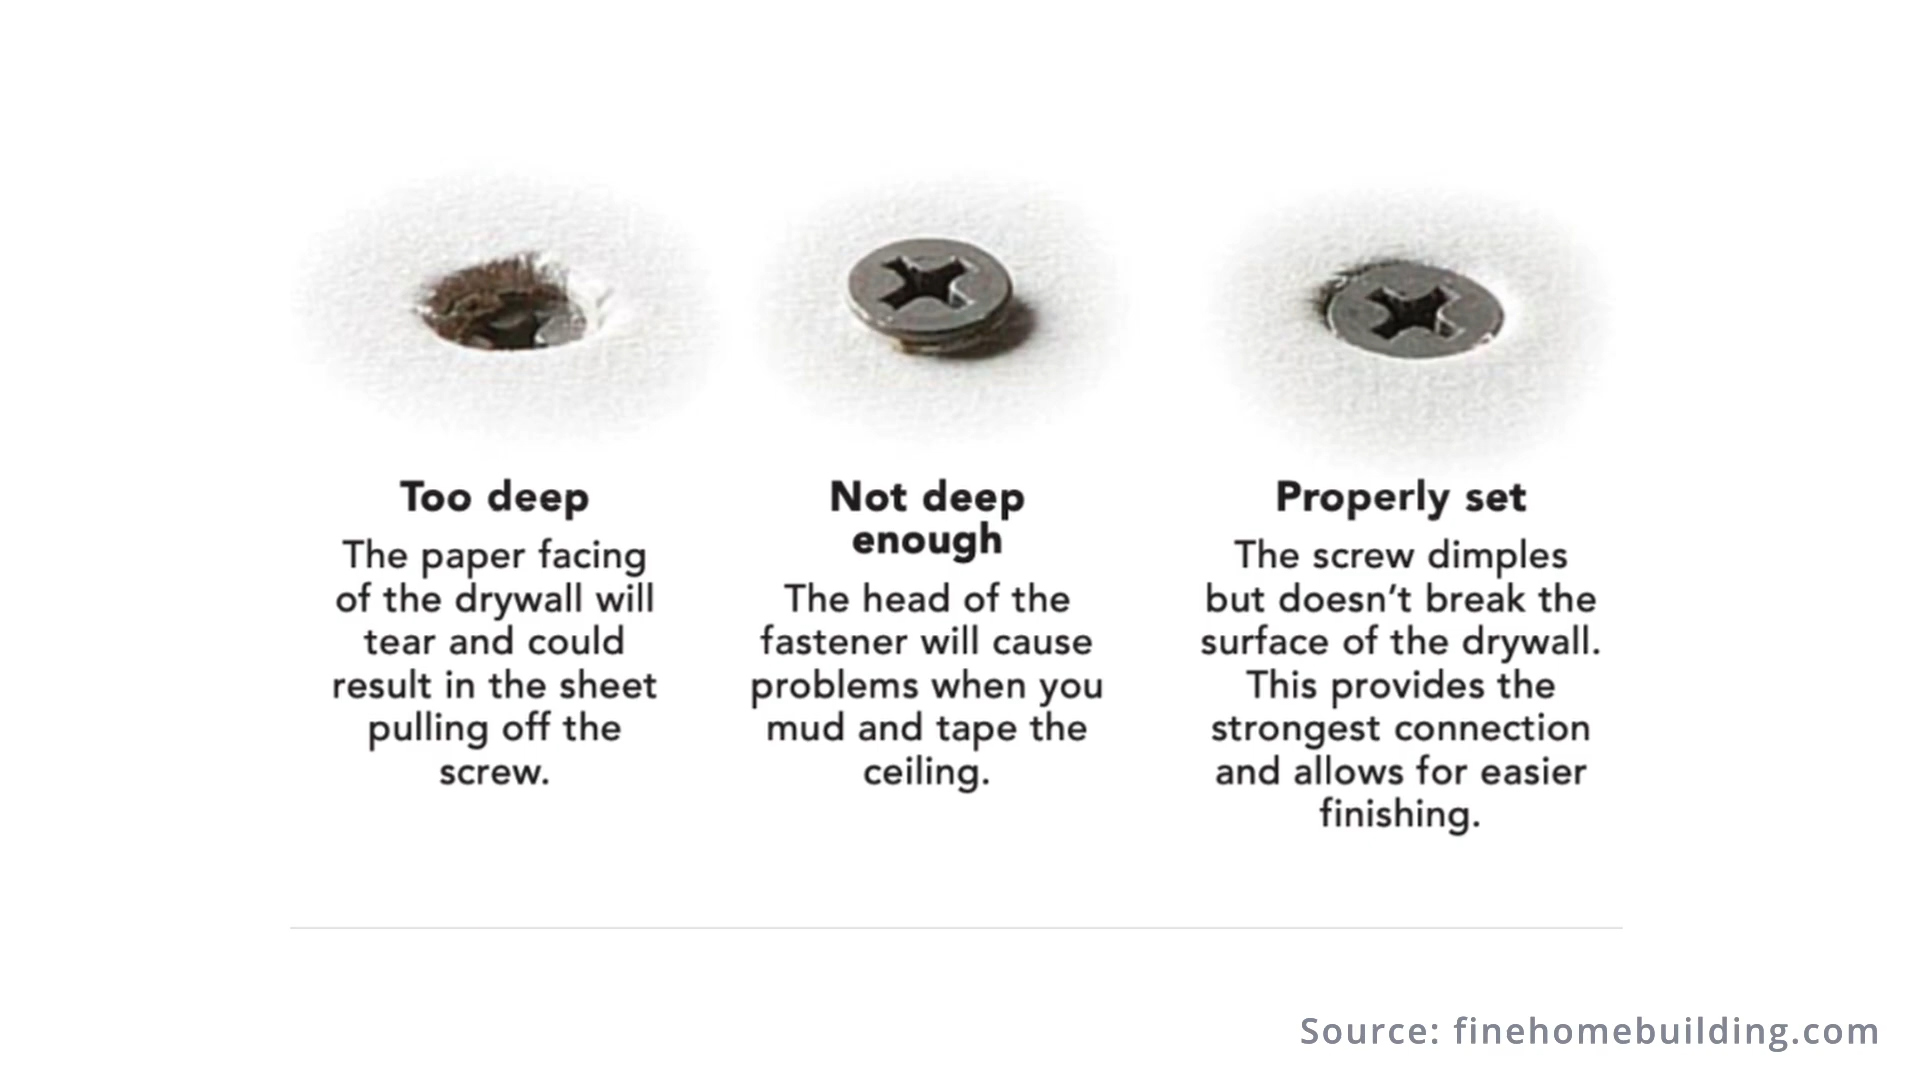 Too deep
The paper facing
of the drywall will
tear and could
result in the sheet
pulling off the
screw.
Not deep
enough
The head of the
fastener will cause
problems when you
mud and tape the
ceiling.
Properly set
The screw dimples
but doesn’t break the
surface of the drywall.
This provides the
strongest connection
and allows for easier
finishing.
Source: finehomebuilding.com